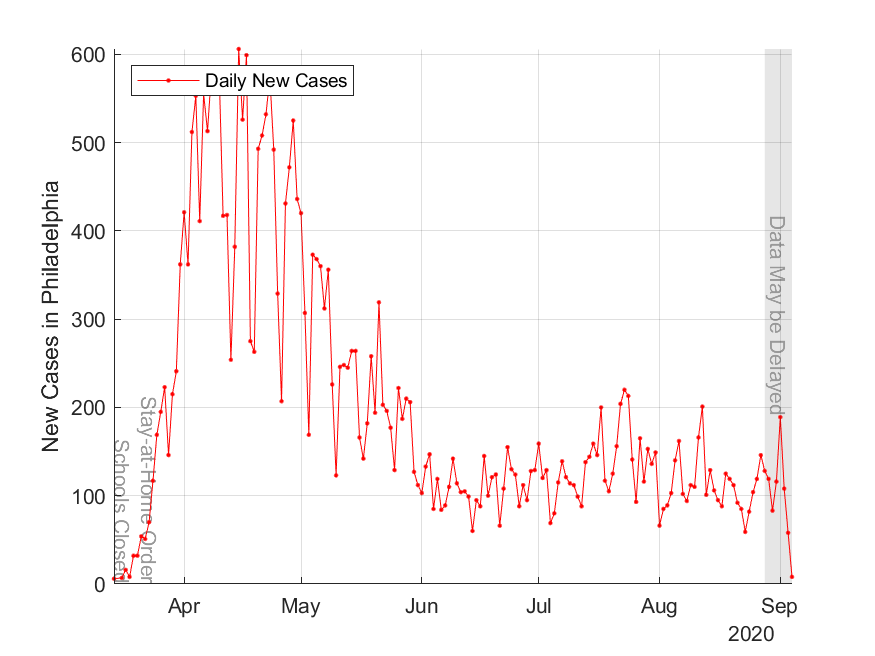 Daily New Cases
New Cases in Philadelphia
600
500
400
300
200
100
0
Schools Closed
Stay-at-Home Order
Data May be Delayed
Apr
May
Jun
Jul
Aug
Sep
2020